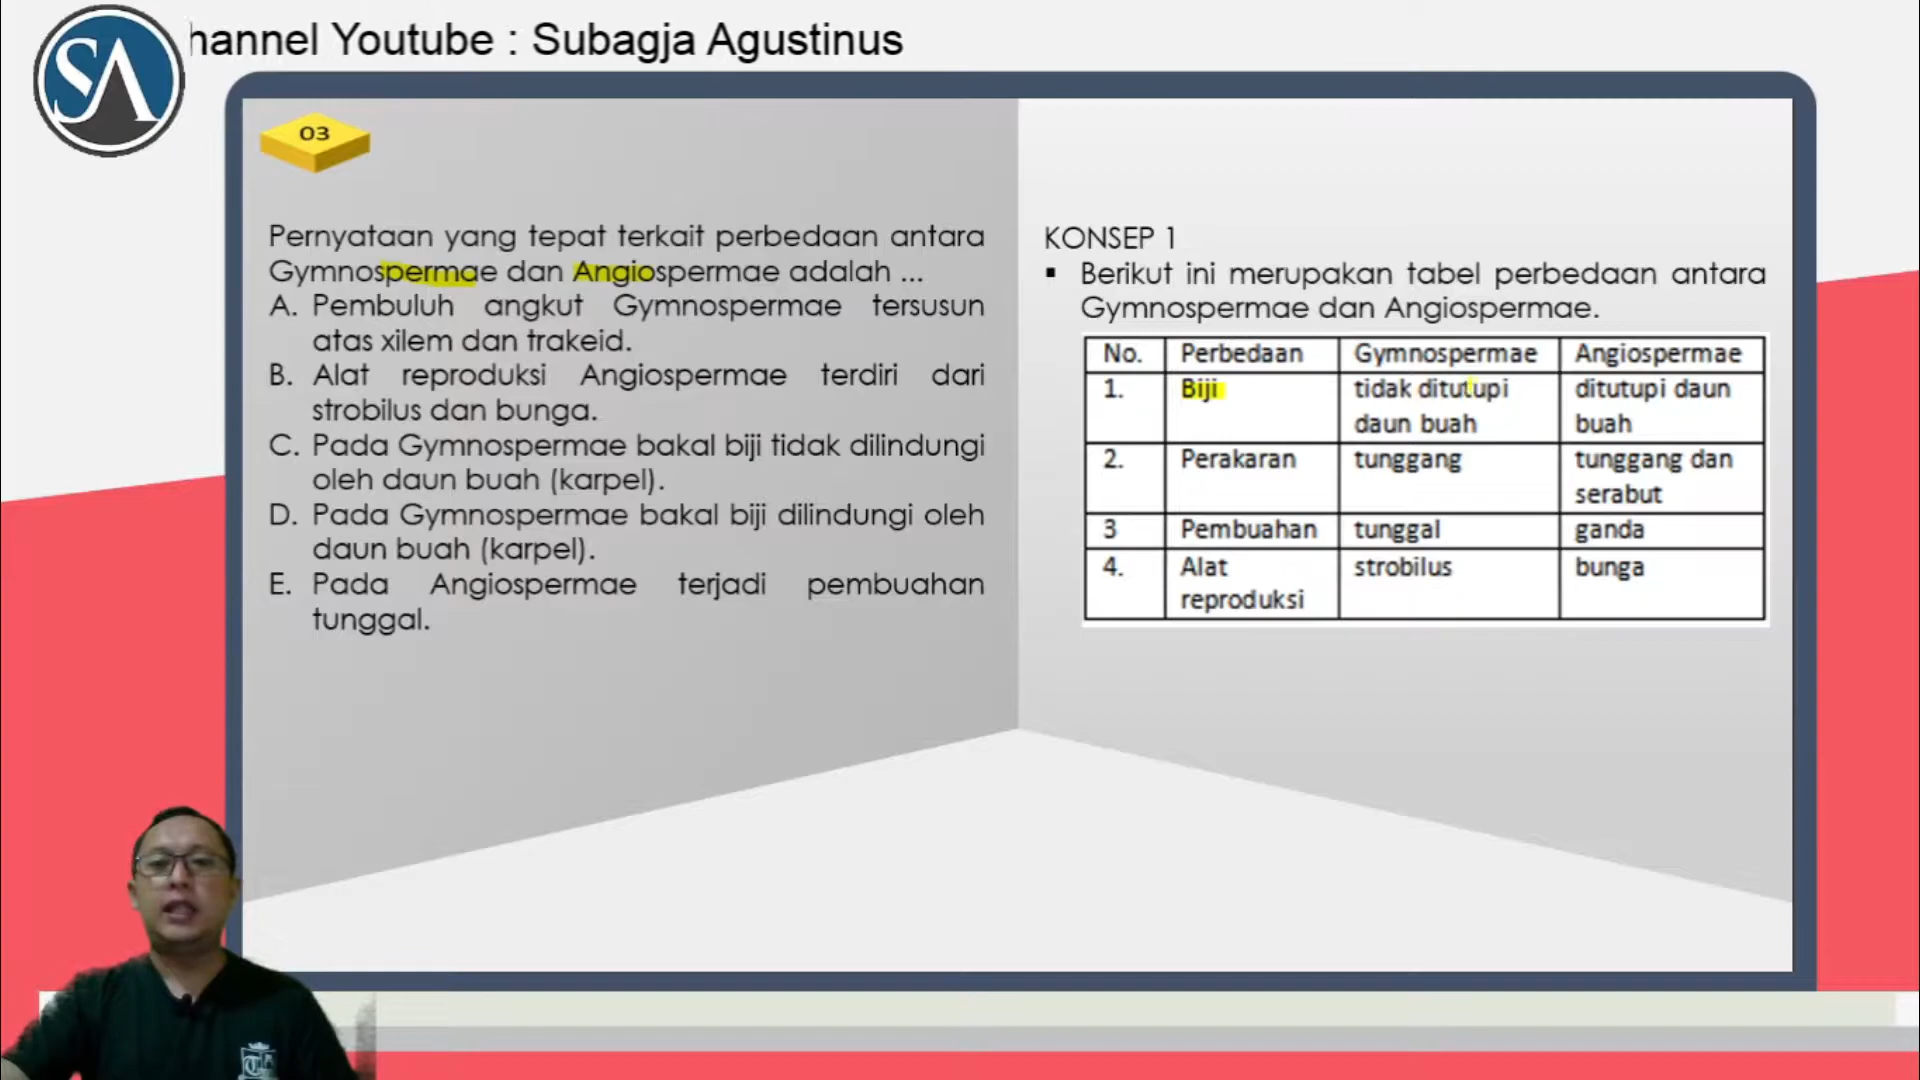 hannel Youtube : Subagja Agustinus
SA
03
Pernyataan yang tepat terkait perbedaan antara
Gymnospermae dan Angiospermae adalah ...
A. Pembuluh angkut Gymnospermae tersusun
atas xilem dan trakeid.
B. Alat reproduksi Angiospermae terdiri dari
strobilus dan bunga.
C. Pada Gymnospermae bakal biji tidak dilindungi
oleh daun buah (karpel).
D. Pada Gymnospermae bakal biji dilindungi oleh
daun buah (karpel).
E. Pada Angiospermae terjadi pembuahan
tunggal.
KONSEP 1
▪ Berikut ini merupakan tabel perbedaan antara
Gymnospermae dan Angiospermae.
No. Perbedaan Gymnospermae Angiospermae
1. Biji tidak ditutupi ditutupi daun
daun buah buah
2. Perakaran tunggang tunggang dan
serabut
3 Pembuahan tunggal ganda
4. Alat strobilus bunga
reproduksi